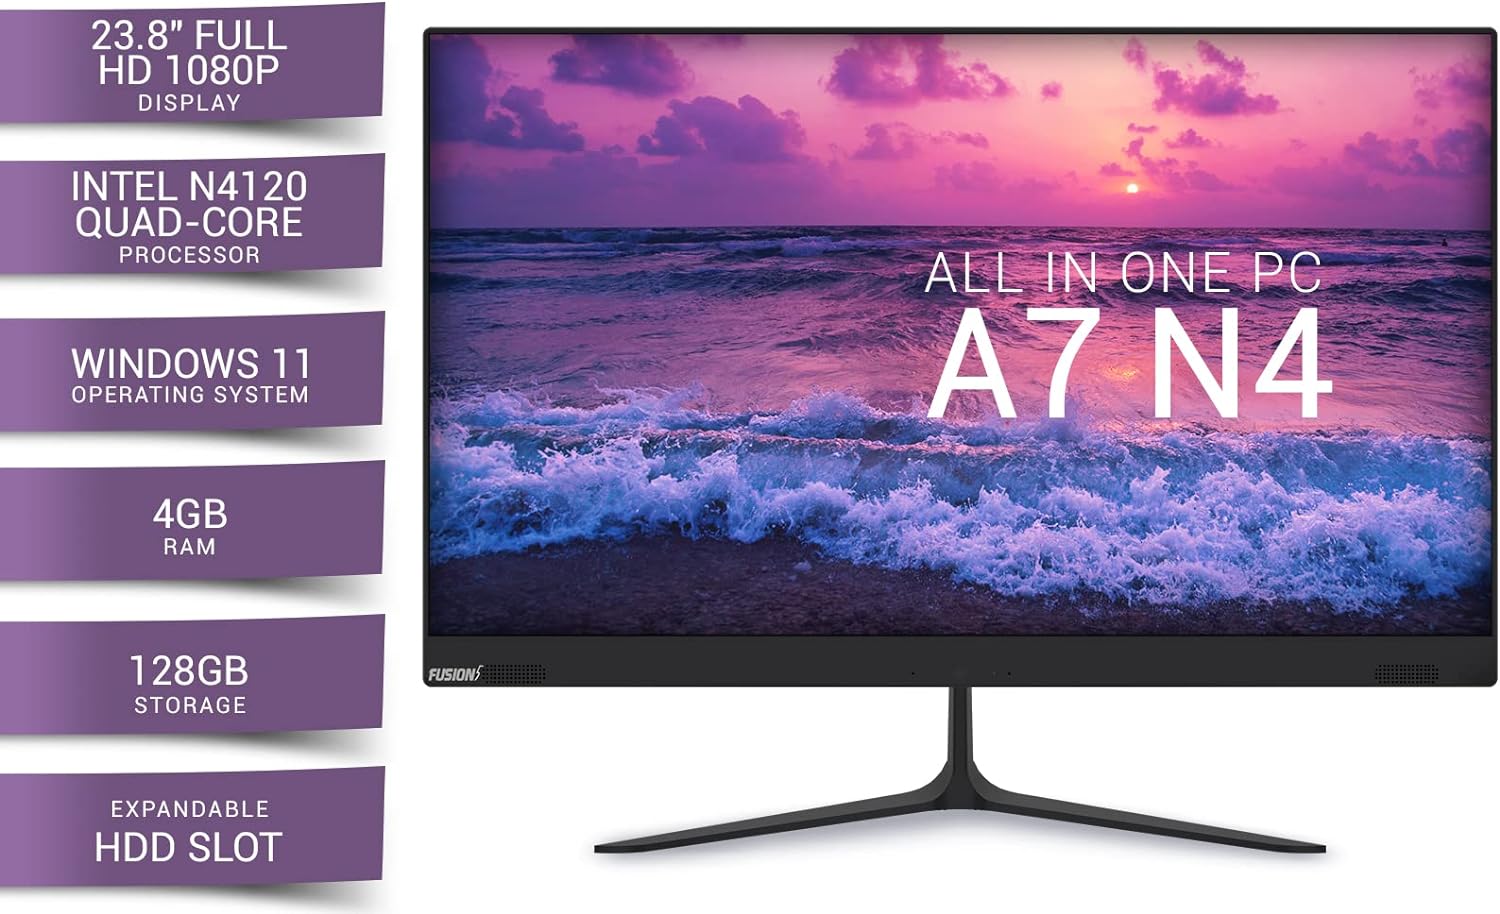 23.8" FULL
HD 1080P
DISPLAY
INTEL N4120
QUAD-CORE
PROCESSOR
WINDOWS 11
OPERATING SYSTEM
4GB
RAM
128GB
STORAGE
EXPANDABLE
HDD SLOT
ALL IN ONE PC
A7 N4
FUSION5